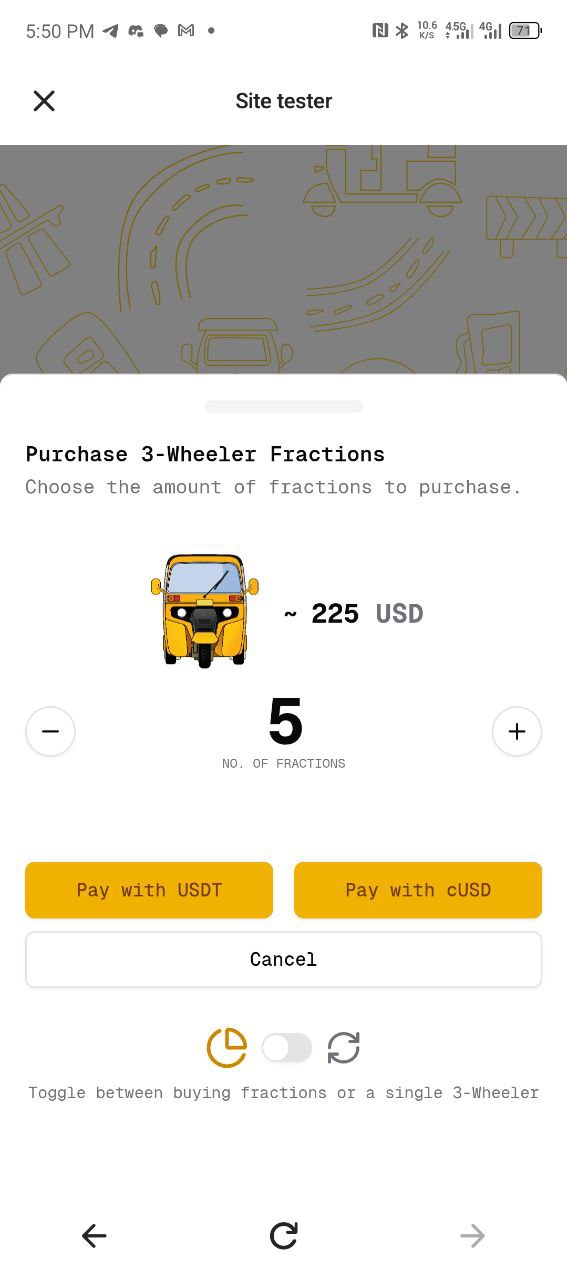 5:50 PM
10.6 K/S 4.5G 4G 71
Site tester
Purchase 3-Wheeler Fractions
Choose the amount of fractions to purchase.
~ 225 USD
5
NO. OF FRACTIONS
Pay with USDT Pay with cUSD
Cancel
Toggle between buying fractions or a single 3-Wheeler